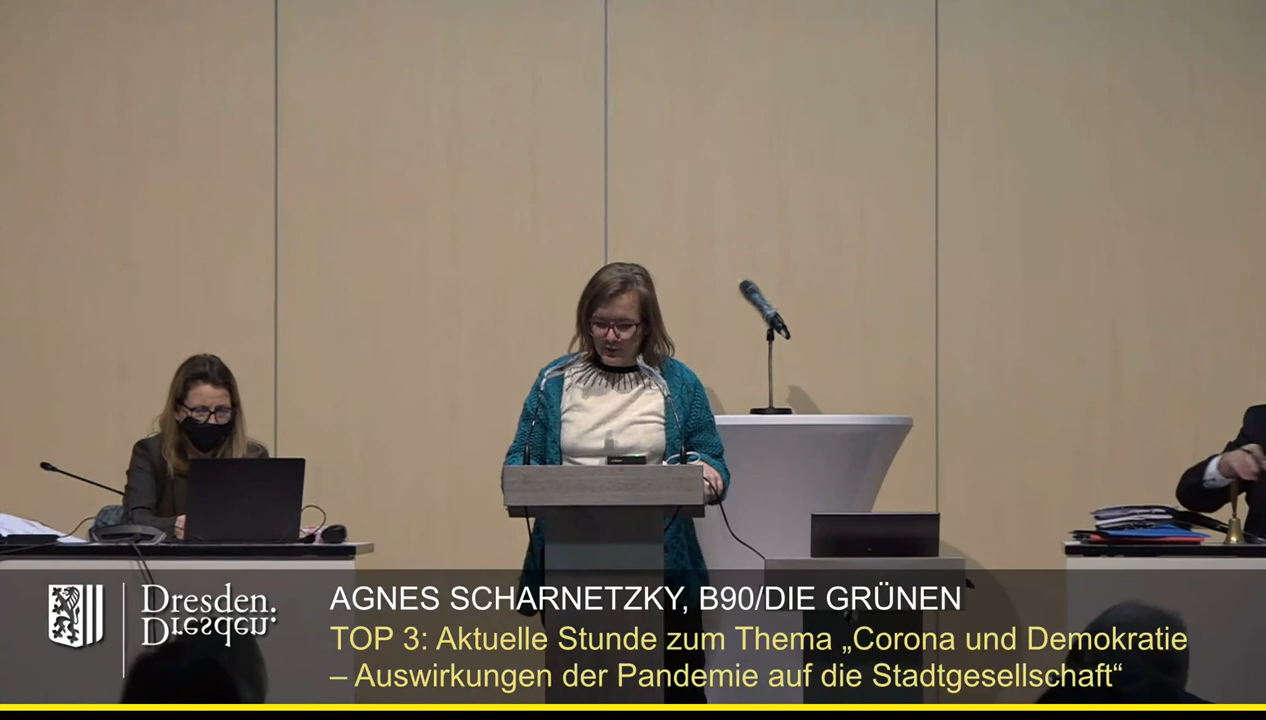 Dresden.
Dresden.
AGNES SCHARNETZKY, B90/DIE GRÜNEN
TOP 3: Aktuelle Stunde zum Thema „Corona und Demokratie
– Auswirkungen der Pandemie auf die Stadtgesellschaft“